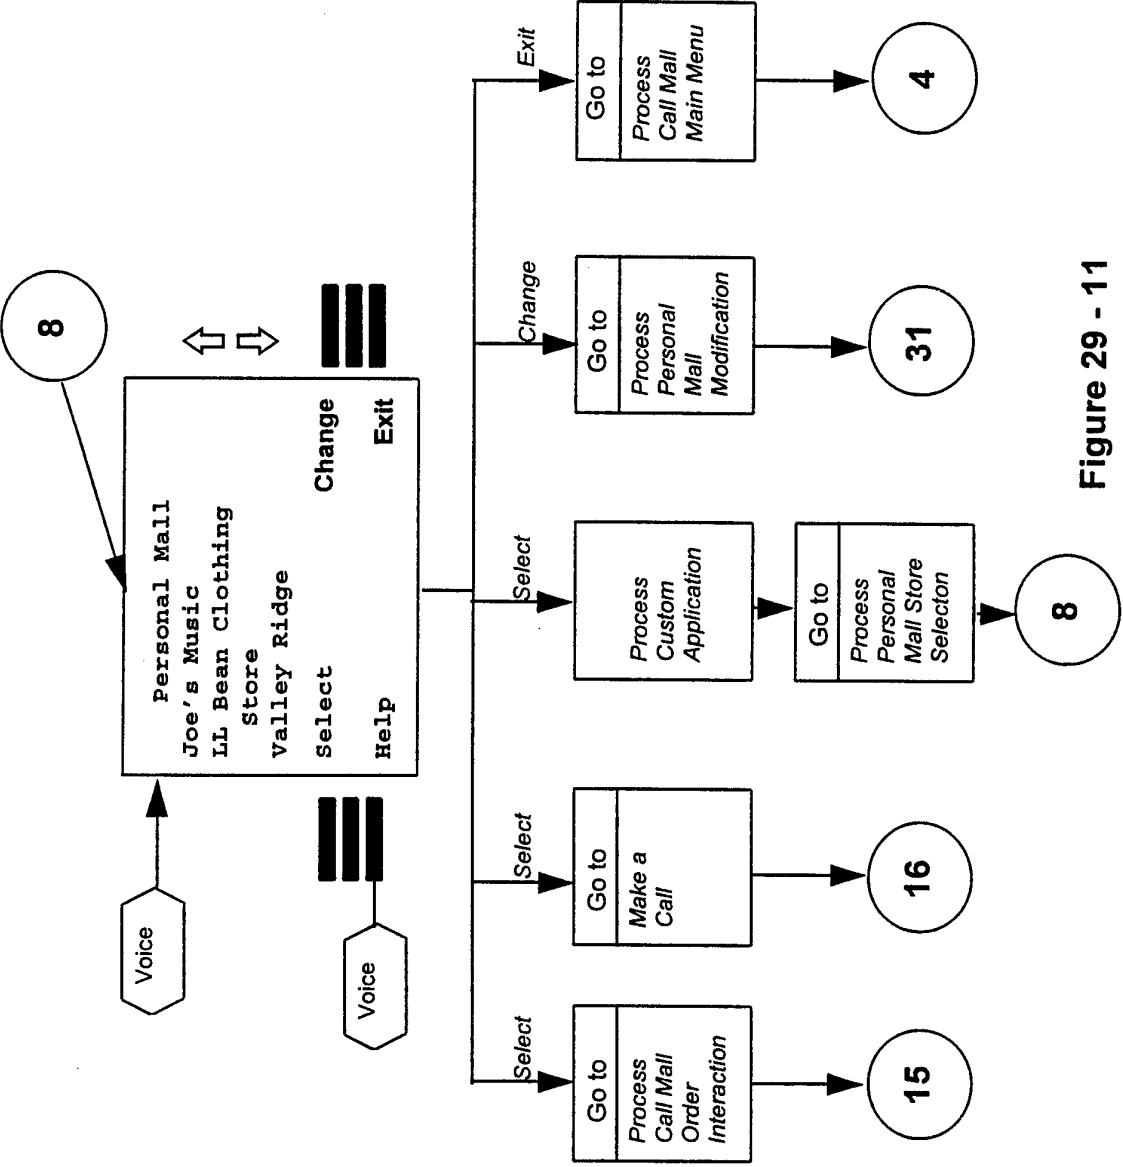 8
Voice
Personal Mall
Joe's Music
LL Bean Clothing
Store
Valley Ridge
Select
Change
Help
Exit
Voice
Select
Select
Select
Change
Exit
Go to
Process
Call Mall
Order
Interaction
15
Go to
Make a
Call
16
Process
Custom
Application
Go to
Process
Personal
Mall Store
Selecton
8
Go to
Process
Personal
Mall
Modification
31
Go to
Process
Call Mall
Main Menu
4
Figure 29 - 11